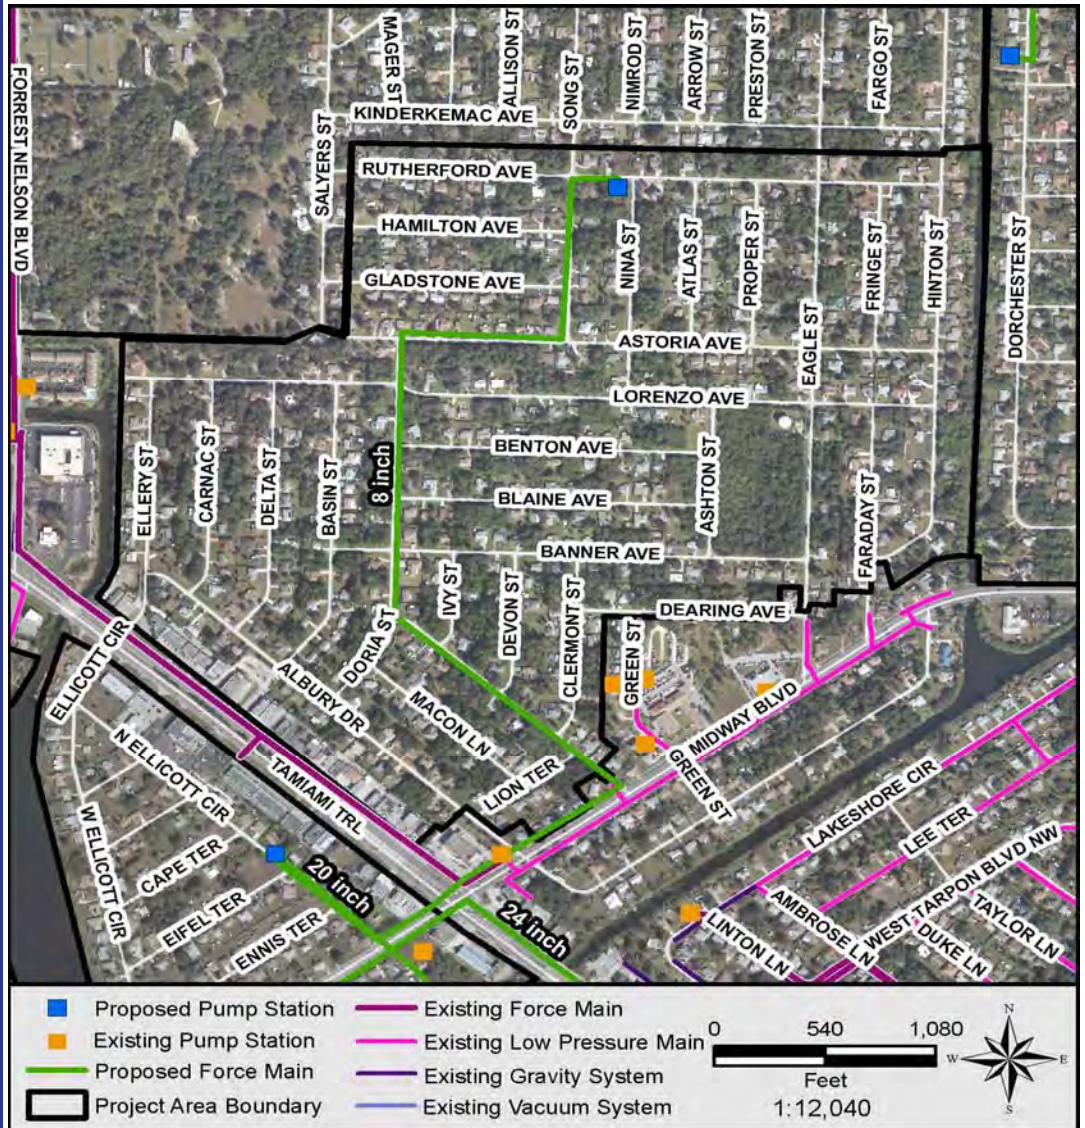 MAGER ST
ALLISON ST
SONG ST
NIMROD ST
ARROW ST
PRESTON ST
FARGO ST
FORREST NELSON BLVD
KINDERKEMAC AVE
SALYERS ST
RUTHERFORD AVE
HAMILTON AVE
GLADSTONE AVE
NINA ST
ATLAS ST
PROPER ST
EAGLE ST
FRINGE ST
HINTON ST
DORCHESTER ST
ASTORIA AVE
LORENZO AVE
BENTON AVE
BLAINE AVE
BANNER AVE
ASHTON ST
FARADAY ST
ELLERY ST
CARNAC ST
DELTA ST
BASIN ST
8 inch
IVY ST
DEVON ST
CLERMONT ST
DEARING AVE
GREEN ST
DORIA ST
ALBURY DR
MACON LN
LION TER
G MIDWAY BLVD
GREEN ST
ELLICOTT CIR
N ELLICOTT CIR
W ELLICOTT CIR
TAMIAMI TRL
CAPE TER
EIFEL TER
ENNIS TER
20 inch
24 inch
LAKESHORE CIR
LEE TER
WEST TARPON BLVD NW
TAYLOR LN
DUKE LN
AMBROSE LN
LINTON LN
Proposed Pump Station
Existing Pump Station
Proposed Force Main
Project Area Boundary
Existing Force Main
Existing Low Pressure Main
Existing Gravity System
Existing Vacuum System
0 540 1,080
Feet
1:12,040
N
W E
S